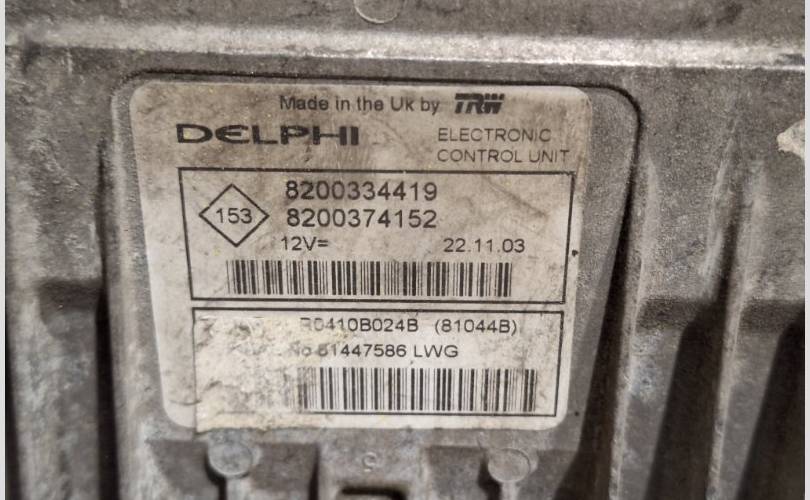 Made in the Uk by TRW
DELPHI
ELECTRONIC
CONTROL UNIT
153
8200334419
8200374152
12V= 22.11.03
R0410B024B (81044B)
No 51447586 LWG